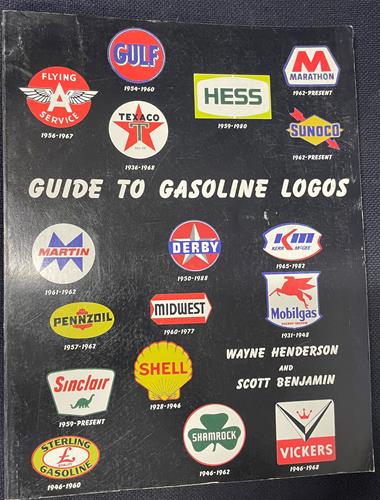 GULF
1954-1960
M
MARATHON
1962-PRESENT
FLYING
A
SERVICE
1956-1967
HESS
1959-1980
TEXACO
T
1936-1968
SUNOCO
1962-PRESENT
GUIDE TO GASOLINE LOGOS
M
MARTIN
1961-1962
DERBY
1950-1988
KM
KERR McGEE
1965-1982
PENNZOIL
1957-1962
MIDWEST
1960-1977
Mobilgas
1931-1948
SHELL
1928-1946
WAYNE HENDERSON
AND
SCOTT BENJAMIN
Sinclair
1959-PRESENT
STERLING
£
GASOLINE
1946-1960
SHAMROCK
1946-1962
V
VICKERS
1946-1968